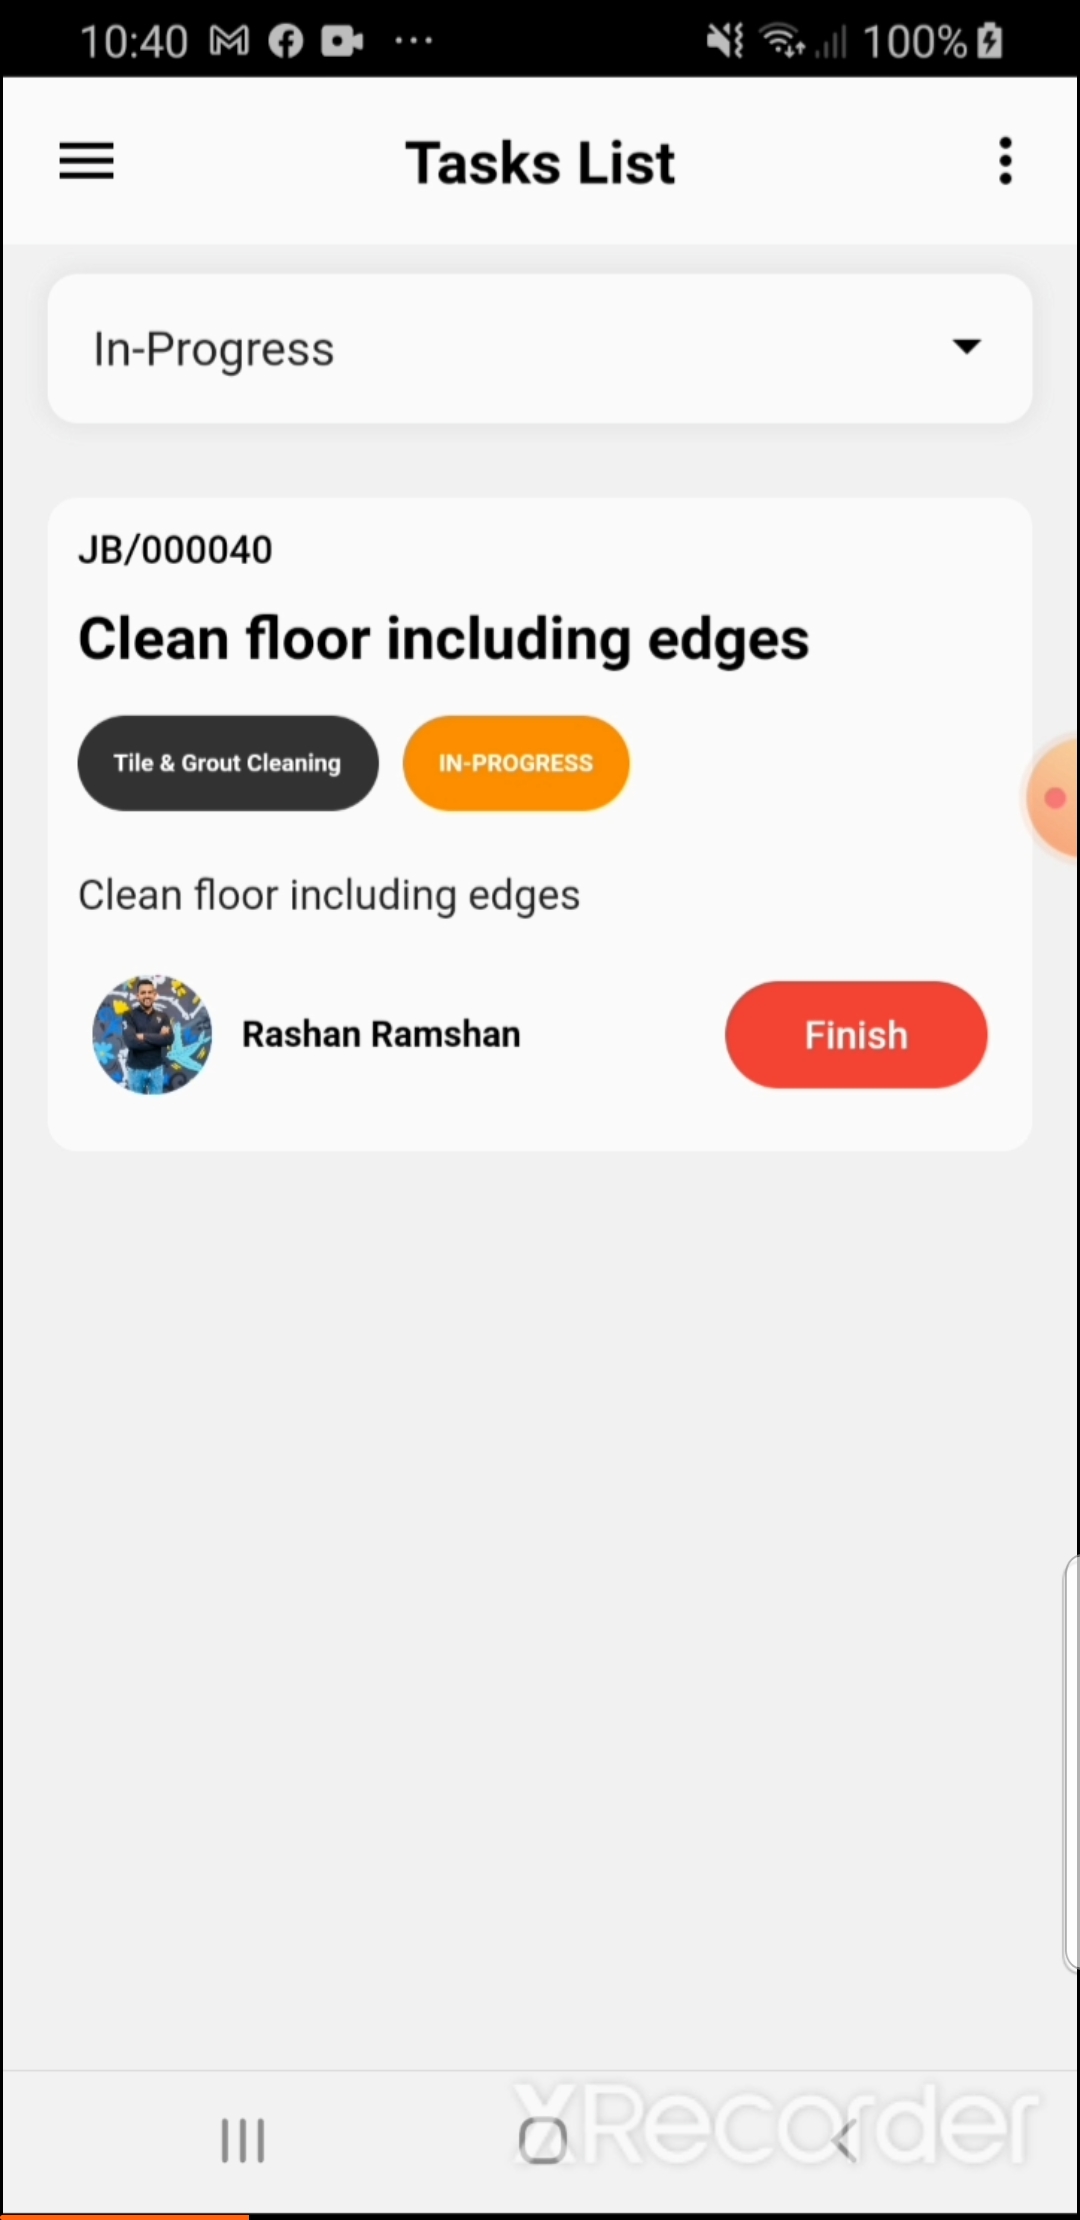 10:40 100%
Tasks List
In-Progress
JB/000040
Clean floor including edges
Tile & Grout Cleaning IN-PROGRESS
Clean floor including edges
Rashan Ramshan Finish
XRecorder